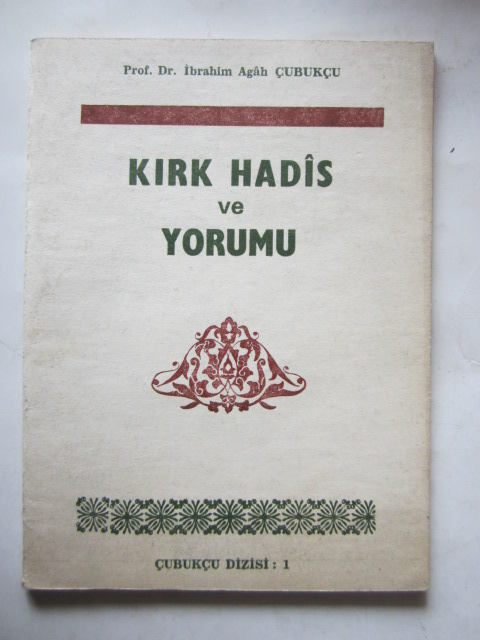 Prof. Dr. İbrahim Agâh ÇUBUKÇU
KIRK HADÎS
ve
YORUMU
ÇUBUKÇU DİZİSİ : 1